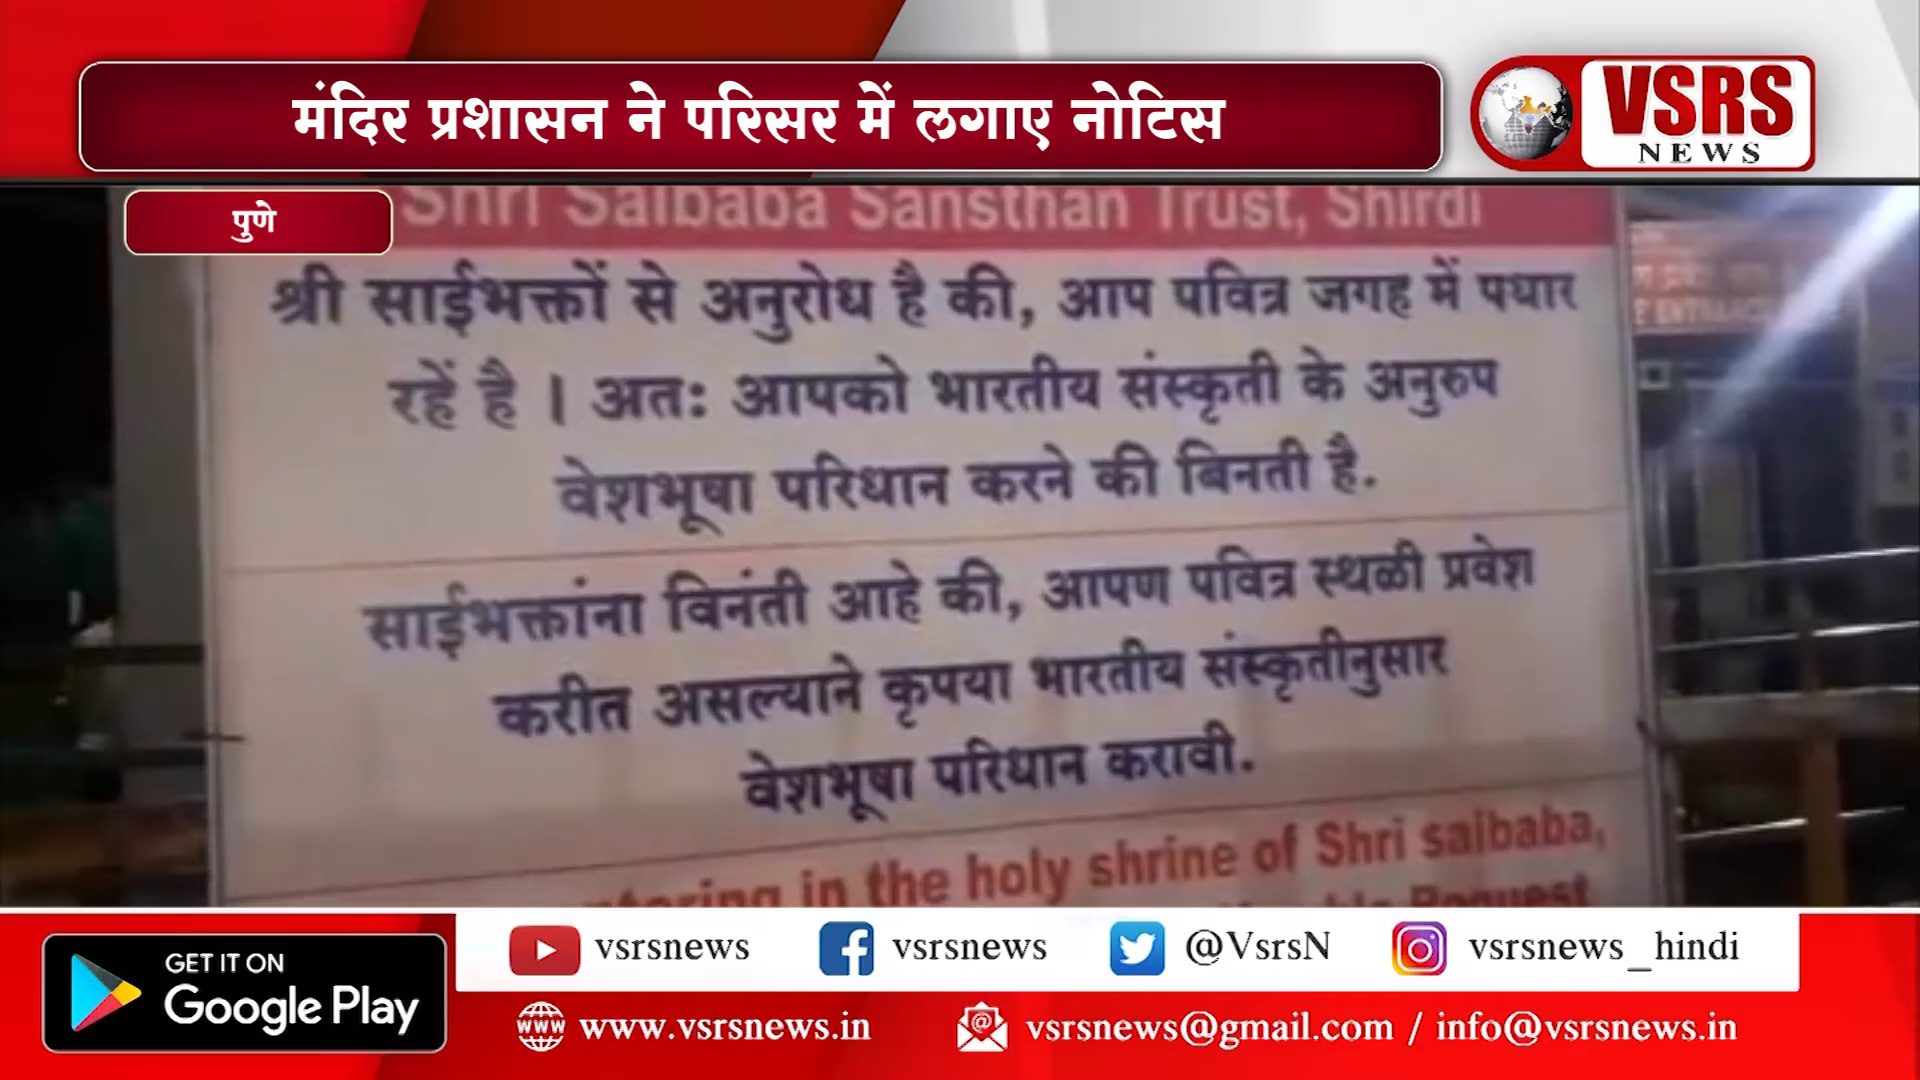 मंदिर प्रशासन ने परिसर में लगाए नोटिस
VSRS
NEWS
पुणे
Shri Saibaba Sansthan Trust, Shirdi
श्री साईभक्तों से अनुरोध है की, आप पवित्र जगह में पधार
रहें है । अतः आपको भारतीय संस्कृती के अनुरुप
वेशभूषा परिधान करने की बिनती है.
साईभक्तांना विनंती आहे की, आपण पवित्र स्थळी प्रवेश
करीत असल्याने कृपया भारतीय संस्कृतीनुसार
वेशभूषा परिधान करावी.
in the holy shrine of Shri saibaba,
Request
GET IT ON
Google Play
vsrsnews vsrsnews @VsrsN vsrsnews_hindi
www www.vsrsnews.in vsrsnews@gmail.com / info@vsrsnews.in